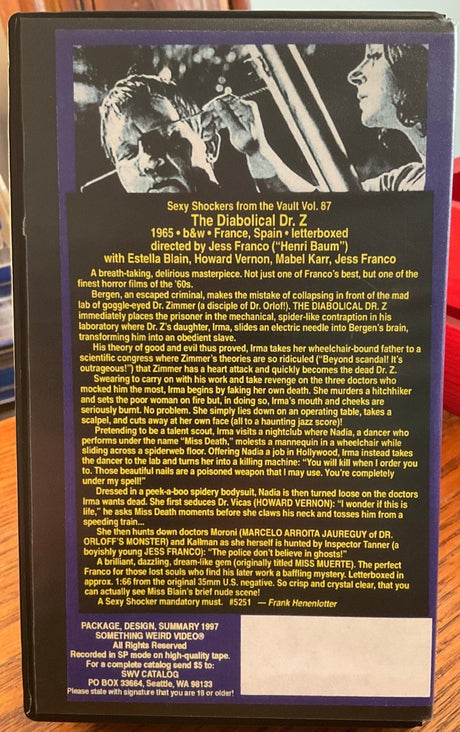 Sexy Shockers from the Vault Vol. 87
The Diabolical Dr. Z
1965 • b&w • France, Spain • letterboxed
directed by Jess Franco ("Henri Baum")
with Estella Blain, Howard Vernon, Mabel Karr, Jess Franco
A breath-taking, delirious masterpiece. Not just one of Franco's best, but one of the
finest horror films of the '60s.
Bergen, an escaped criminal, makes the mistake of collapsing in front of the mad
lab of goggle-eyed Dr. Zimmer (a disciple of Dr. Orlof!). THE DIABOLICAL DR. Z
immediately places the prisoner in the mechanical, spider-like contraption in his
laboratory where Dr. Z's daughter, Irma, slides an electric needle into Bergen's brain,
transforming him into an obedient slave.
His theory of good and evil thus proved, Irma takes her wheelchair-bound father to a
scientific congress where Zimmer's theories are so ridiculed ("Beyond scandal! It's
outrageous!") that Zimmer has a heart attack and quickly becomes the dead Dr. Z.
Swearing to carry on with his work and take revenge on the three doctors who
mocked him the most, Irma begins by faking her own death. She murders a hitchhiker
and sets the poor woman on fire but, in doing so, Irma's mouth and cheeks are
seriously burnt. No problem. She simply lies down on an operating table, takes a
scalpel, and cuts away at her own face (all to a haunting jazz score)!
Pretending to be a talent scout, Irma visits a nightclub where Nadia, a dancer who
performs under the name "Miss Death," molests a mannequin in a wheelchair while
sliding across a spiderweb floor. Offering Nadia a job in Hollywood, Irma instead takes
the dancer to the lab and turns her into a killing machine: "You will kill when I order you
to. Those beautiful nails are a poisoned weapon that I may use. You're completely
under my spell!"
Dressed in a peek-a-boo spidery bodysuit, Nadia is then turned loose on the doctors
Irma wants dead. She first seduces Dr. Vicas (HOWARD VERNON): "I wonder if this is
life," he asks Miss Death moments before she claws his neck and tosses him from a
speeding train...
She then hunts down doctors Moroni (MARCELO ARROITA JAUREGUY of DR.
ORLOFF'S MONSTER) and Kallman as she herself is hunted by Inspector Tanner (a
boyishly young JESS FRANCO): "The police don't believe in ghosts!"
A brilliant, dazzling, dream-like gem (originally titled MISS MUERTE). The perfect
Franco for those lost souls who find his later work a baffling mystery. Letterboxed in
approx. 1:66 from the original 35mm U.S. negative. So crisp and crystal clear, that you
can actually see Miss Blain's brief nude scene!
A Sexy Shocker mandatory must. #5251 — Frank Henenlotter
PACKAGE, DESIGN, SUMMARY 1997
SOMETHING WEIRD VIDEO®
All Rights Reserved
Recorded in SP mode on high-quality tape.
For a complete catalog send $5 to:
SWV CATALOG
PO BOX 33664, Seattle, WA 98133
Please state with signature that you are 18 or older!